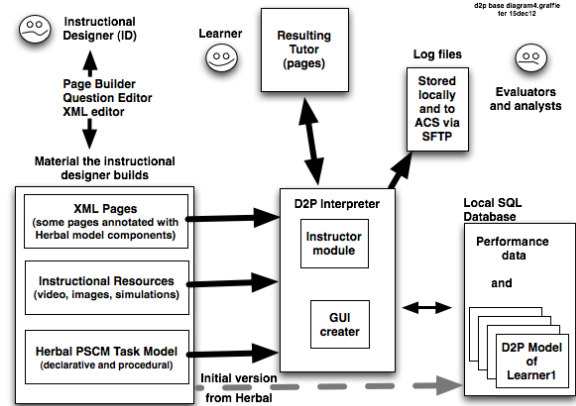 d2p base diagram4.graffle
fer 15dec12
Instructional
Designer (ID)
Learner
Resulting
Tutor
(pages)
Log files
Stored
locally and to
ACS via
SFTP
Evaluators
and analysts
Page Builder
Question Editor
XML editor
Material the instructional
designer builds
XML Pages
(some pages annotated with
Herbal model components)
Instructional Resources
(video, images, simulations)
Herbal PSCM Task Model
(declarative and procedural)
D2P Interpreter
Instructor
module
GUI
creater
Local SQL
Database
Performance
data
and
D2P Model
of
Learner1
Initial version
from Herbal